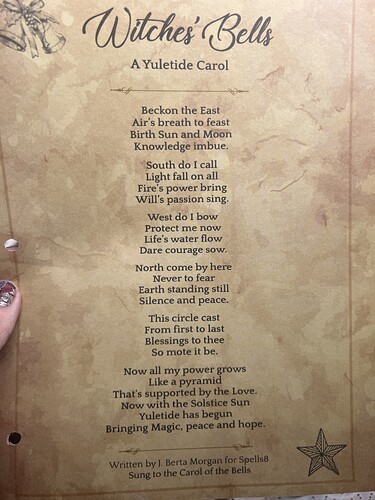 Witches' Bells
A Yuletide Carol
Beckon the East
Air's breath to feast
Birth Sun and Moon
Knowledge imbue.
South do I call
Light fall on all
Fire's power bring
Will's passion sing.
West do I bow
Protect me now
Life's water flow
Dare courage sow.
North come by here
Never to fear
Earth standing still
Silence and peace.
This circle cast
From first to last
Blessings to thee
So mote it be.
Now all my power grows
Like a pyramid
That's supported by the Love.
Now with the Solstice Sun
Yuletide has begun
Bringing Magic, peace and hope.
Written by J. Berta Morgan for Spells8
Sung to the Carol of the Bells